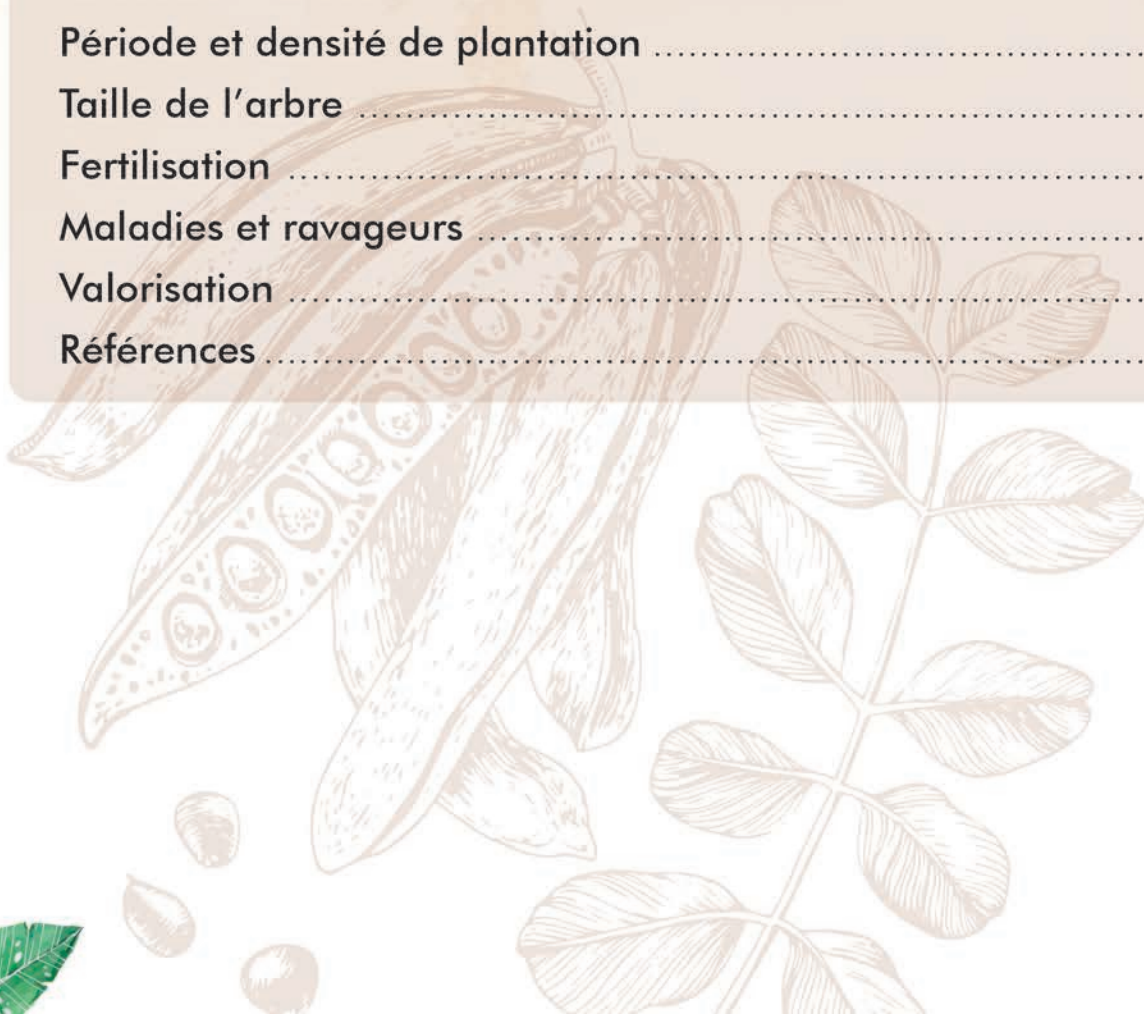 Période et densité de plantation ................................................
Taille de l’arbre ................................................................................
Fertilisation ......................................................................................
Maladies et ravageurs ....................................................................
Valorisation ......................................................................................
Références ........................................................................................